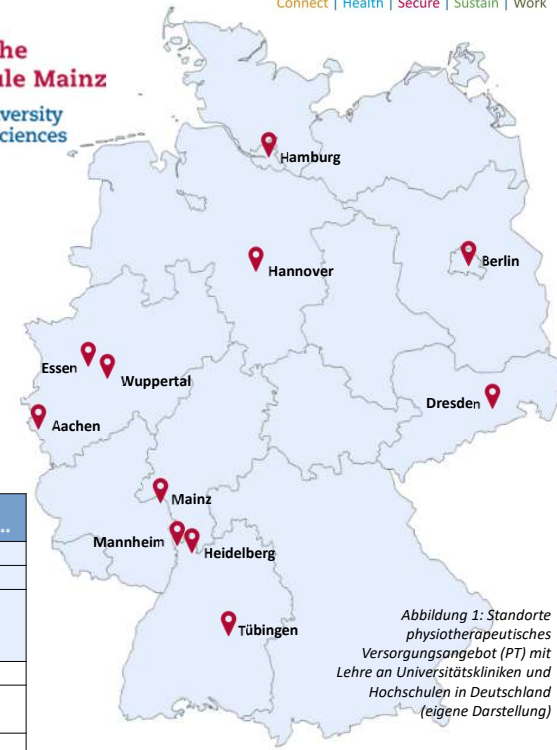 Connect | Health | Secure | Sustain | Work
he
le Mainz
versity
ciences
Hamburg
Hannover
Berlin
Essen
Wuppertal
Aachen
Dresden
Mainz
Mannheim
Heidelberg
Tübingen
Abbildung 1: Standorte
physiotherapeutisches
Versorgungsangebot (PT) mit
Lehre an Universitätskliniken und
Hochschulen in Deutschland
(eigene Darstellung)